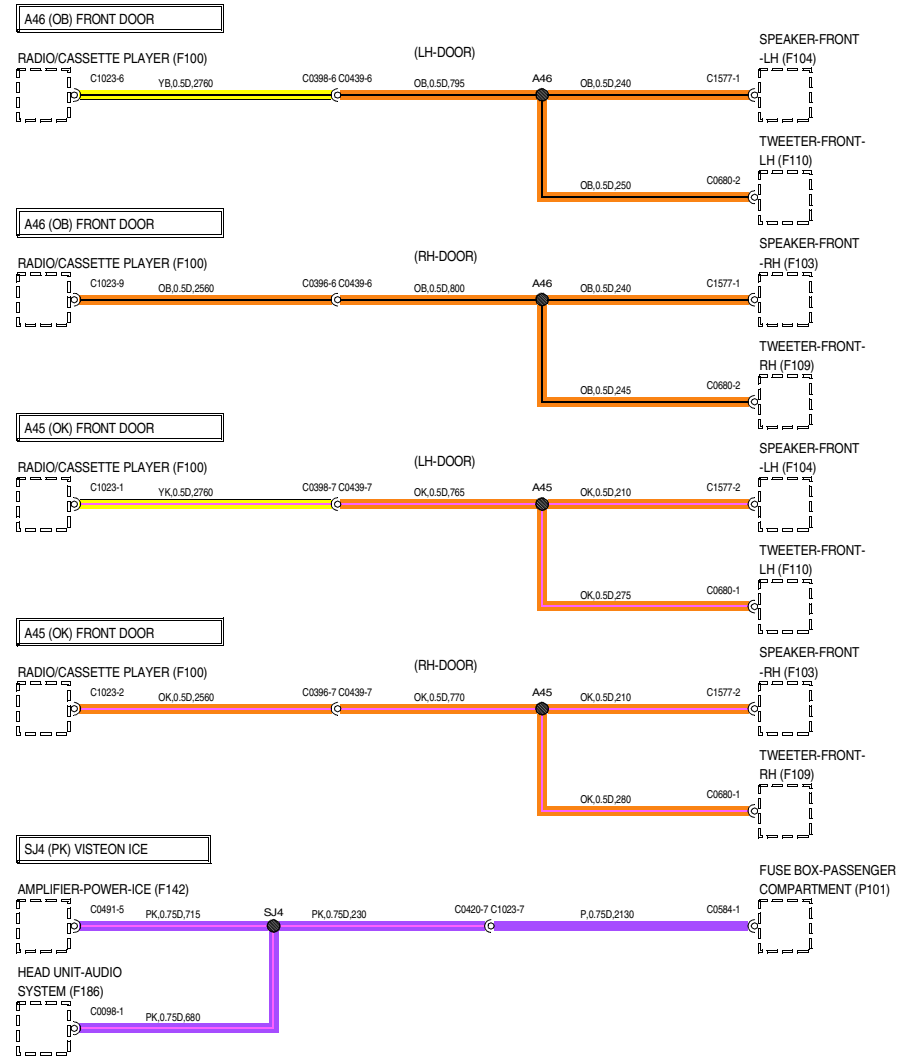 A46 (OB) FRONT DOOR
RADIO/CASSETTE PLAYER (F100)
(LH-DOOR)
SPEAKER-FRONT
-LH (F104)
C1023-6
YB,0.5D,2760
C0398-6 C0439-6
OB,0.5D,795
A46
OB,0.5D,240
C1577-1
TWEETER-FRONT-
LH (F110)
OB,0.5D,250
C0680-2
A46 (OB) FRONT DOOR
RADIO/CASSETTE PLAYER (F100)
(RH-DOOR)
SPEAKER-FRONT
-RH (F103)
C1023-9
OB,0.5D,2560
C0396-6 C0439-6
OB,0.5D,800
A46
OB,0.5D,240
C1577-1
TWEETER-FRONT-
RH (F109)
OB,0.5D,245
C0680-2
A45 (OK) FRONT DOOR
RADIO/CASSETTE PLAYER (F100)
(LH-DOOR)
SPEAKER-FRONT
-LH (F104)
C1023-1
YK,0.5D,2760
C0398-7 C0439-7
OK,0.5D,765
A45
OK,0.5D,210
C1577-2
TWEETER-FRONT-
LH (F110)
OK,0.5D,275
C0680-1
A45 (OK) FRONT DOOR
RADIO/CASSETTE PLAYER (F100)
(RH-DOOR)
SPEAKER-FRONT
-RH (F103)
C1023-2
OK,0.5D,2560
C0396-7 C0439-7
OK,0.5D,770
A45
OK,0.5D,210
C1577-2
TWEETER-FRONT-
RH (F109)
OK,0.5D,280
C0680-1
SJ4 (PK) VISTEON ICE
AMPLIFIER-POWER-ICE (F142)
FUSE BOX-PASSENGER
COMPARTMENT (P101)
C0491-5
PK,0.75D,715
SJ4
PK,0.75D,230
C0420-7 C1023-7
P,0.75D,2130
C0584-1
HEAD UNIT-AUDIO
SYSTEM (F186)
C0098-1
PK,0.75D,680